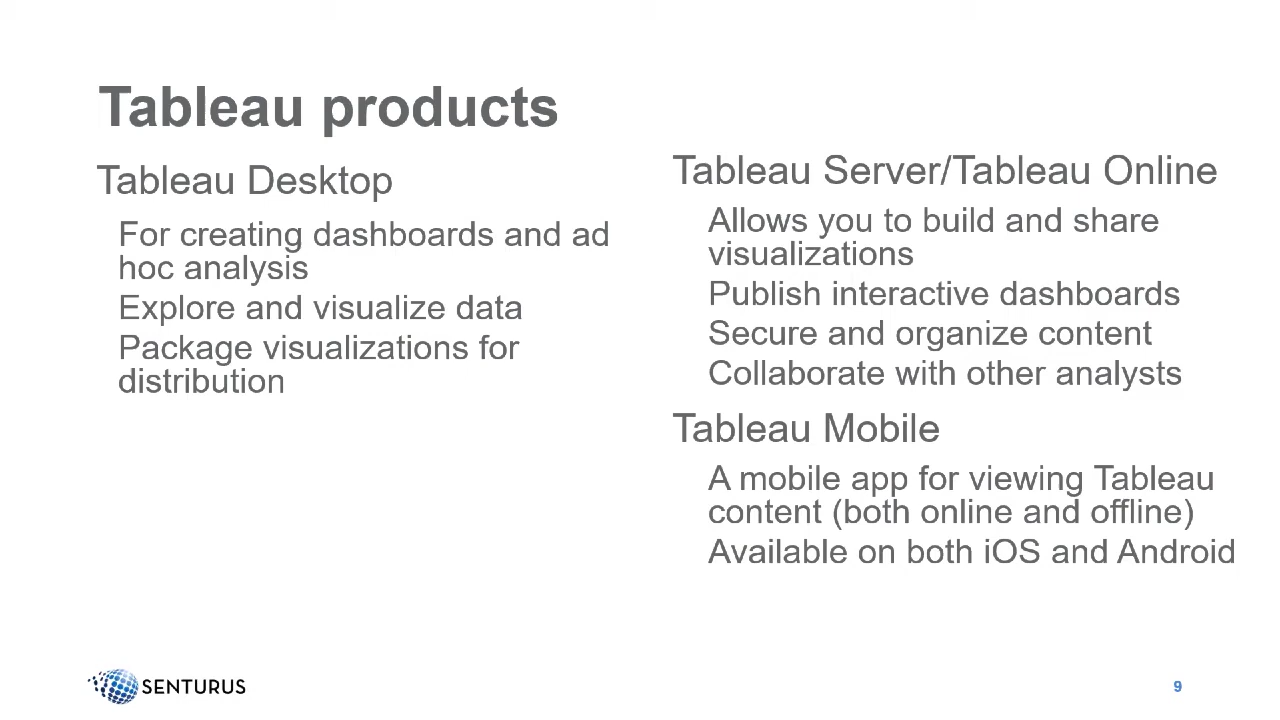 Tableau products
Tableau Desktop
For creating dashboards and ad
hoc analysis
Explore and visualize data
Package visualizations for
distribution
Tableau Server/Tableau Online
Allows you to build and share
visualizations
Publish interactive dashboards
Secure and organize content
Collaborate with other analysts
Tableau Mobile
A mobile app for viewing Tableau
content (both online and offline)
Available on both iOS and Android
SENTURUS
9